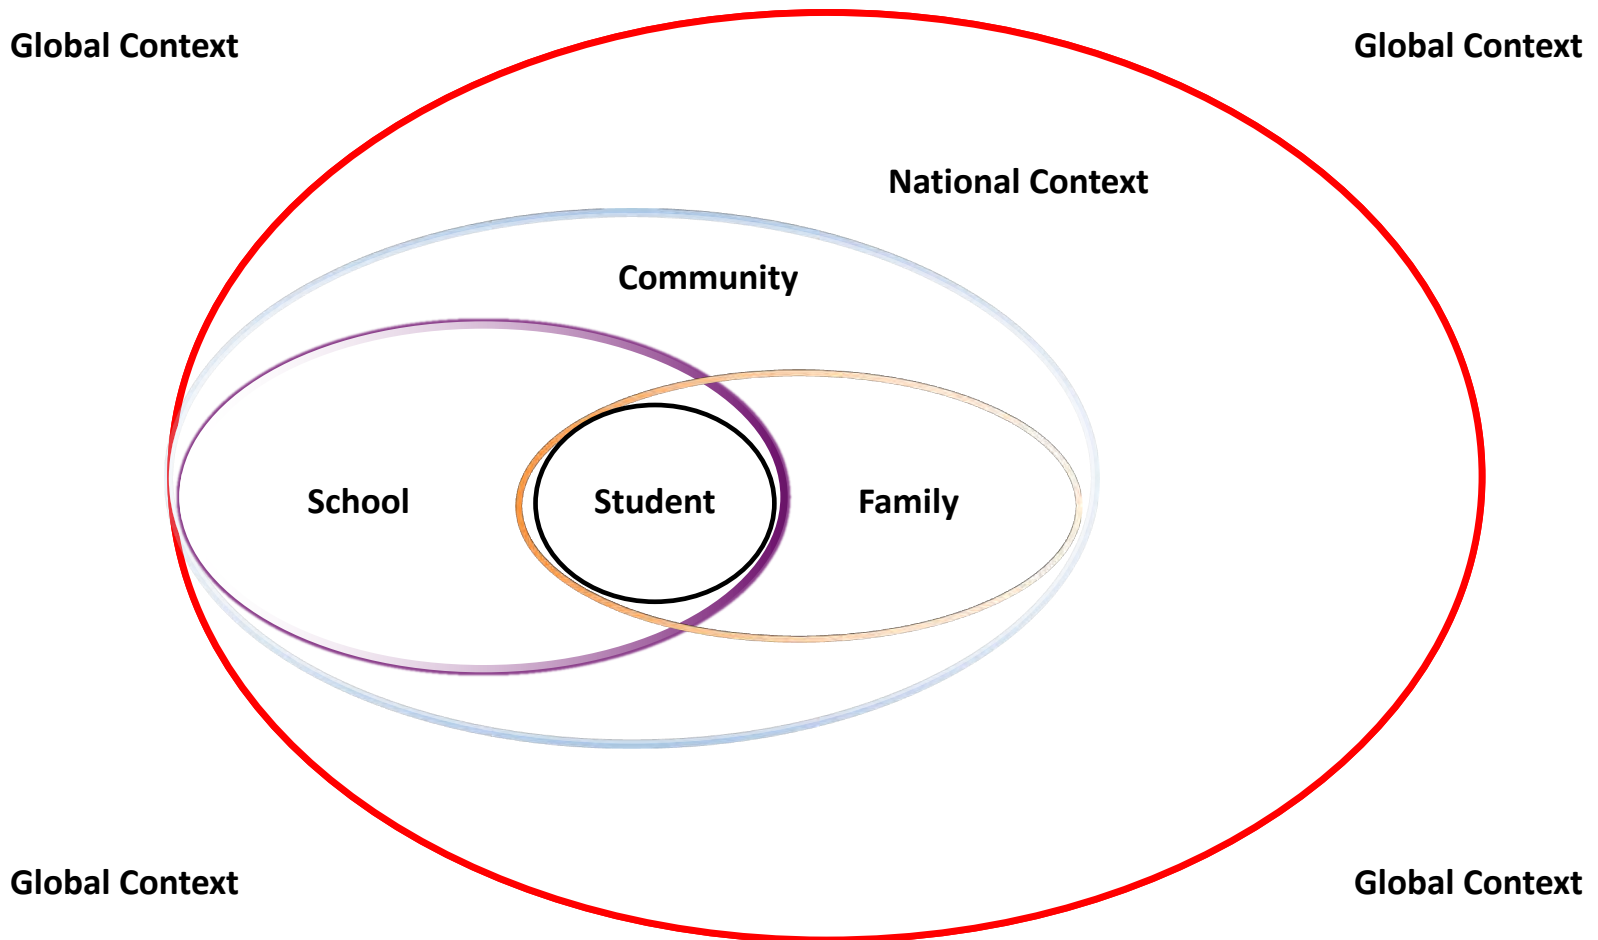 Global Context
Global Context
National Context
Community
School
Student
Family
Global Context
Global Context